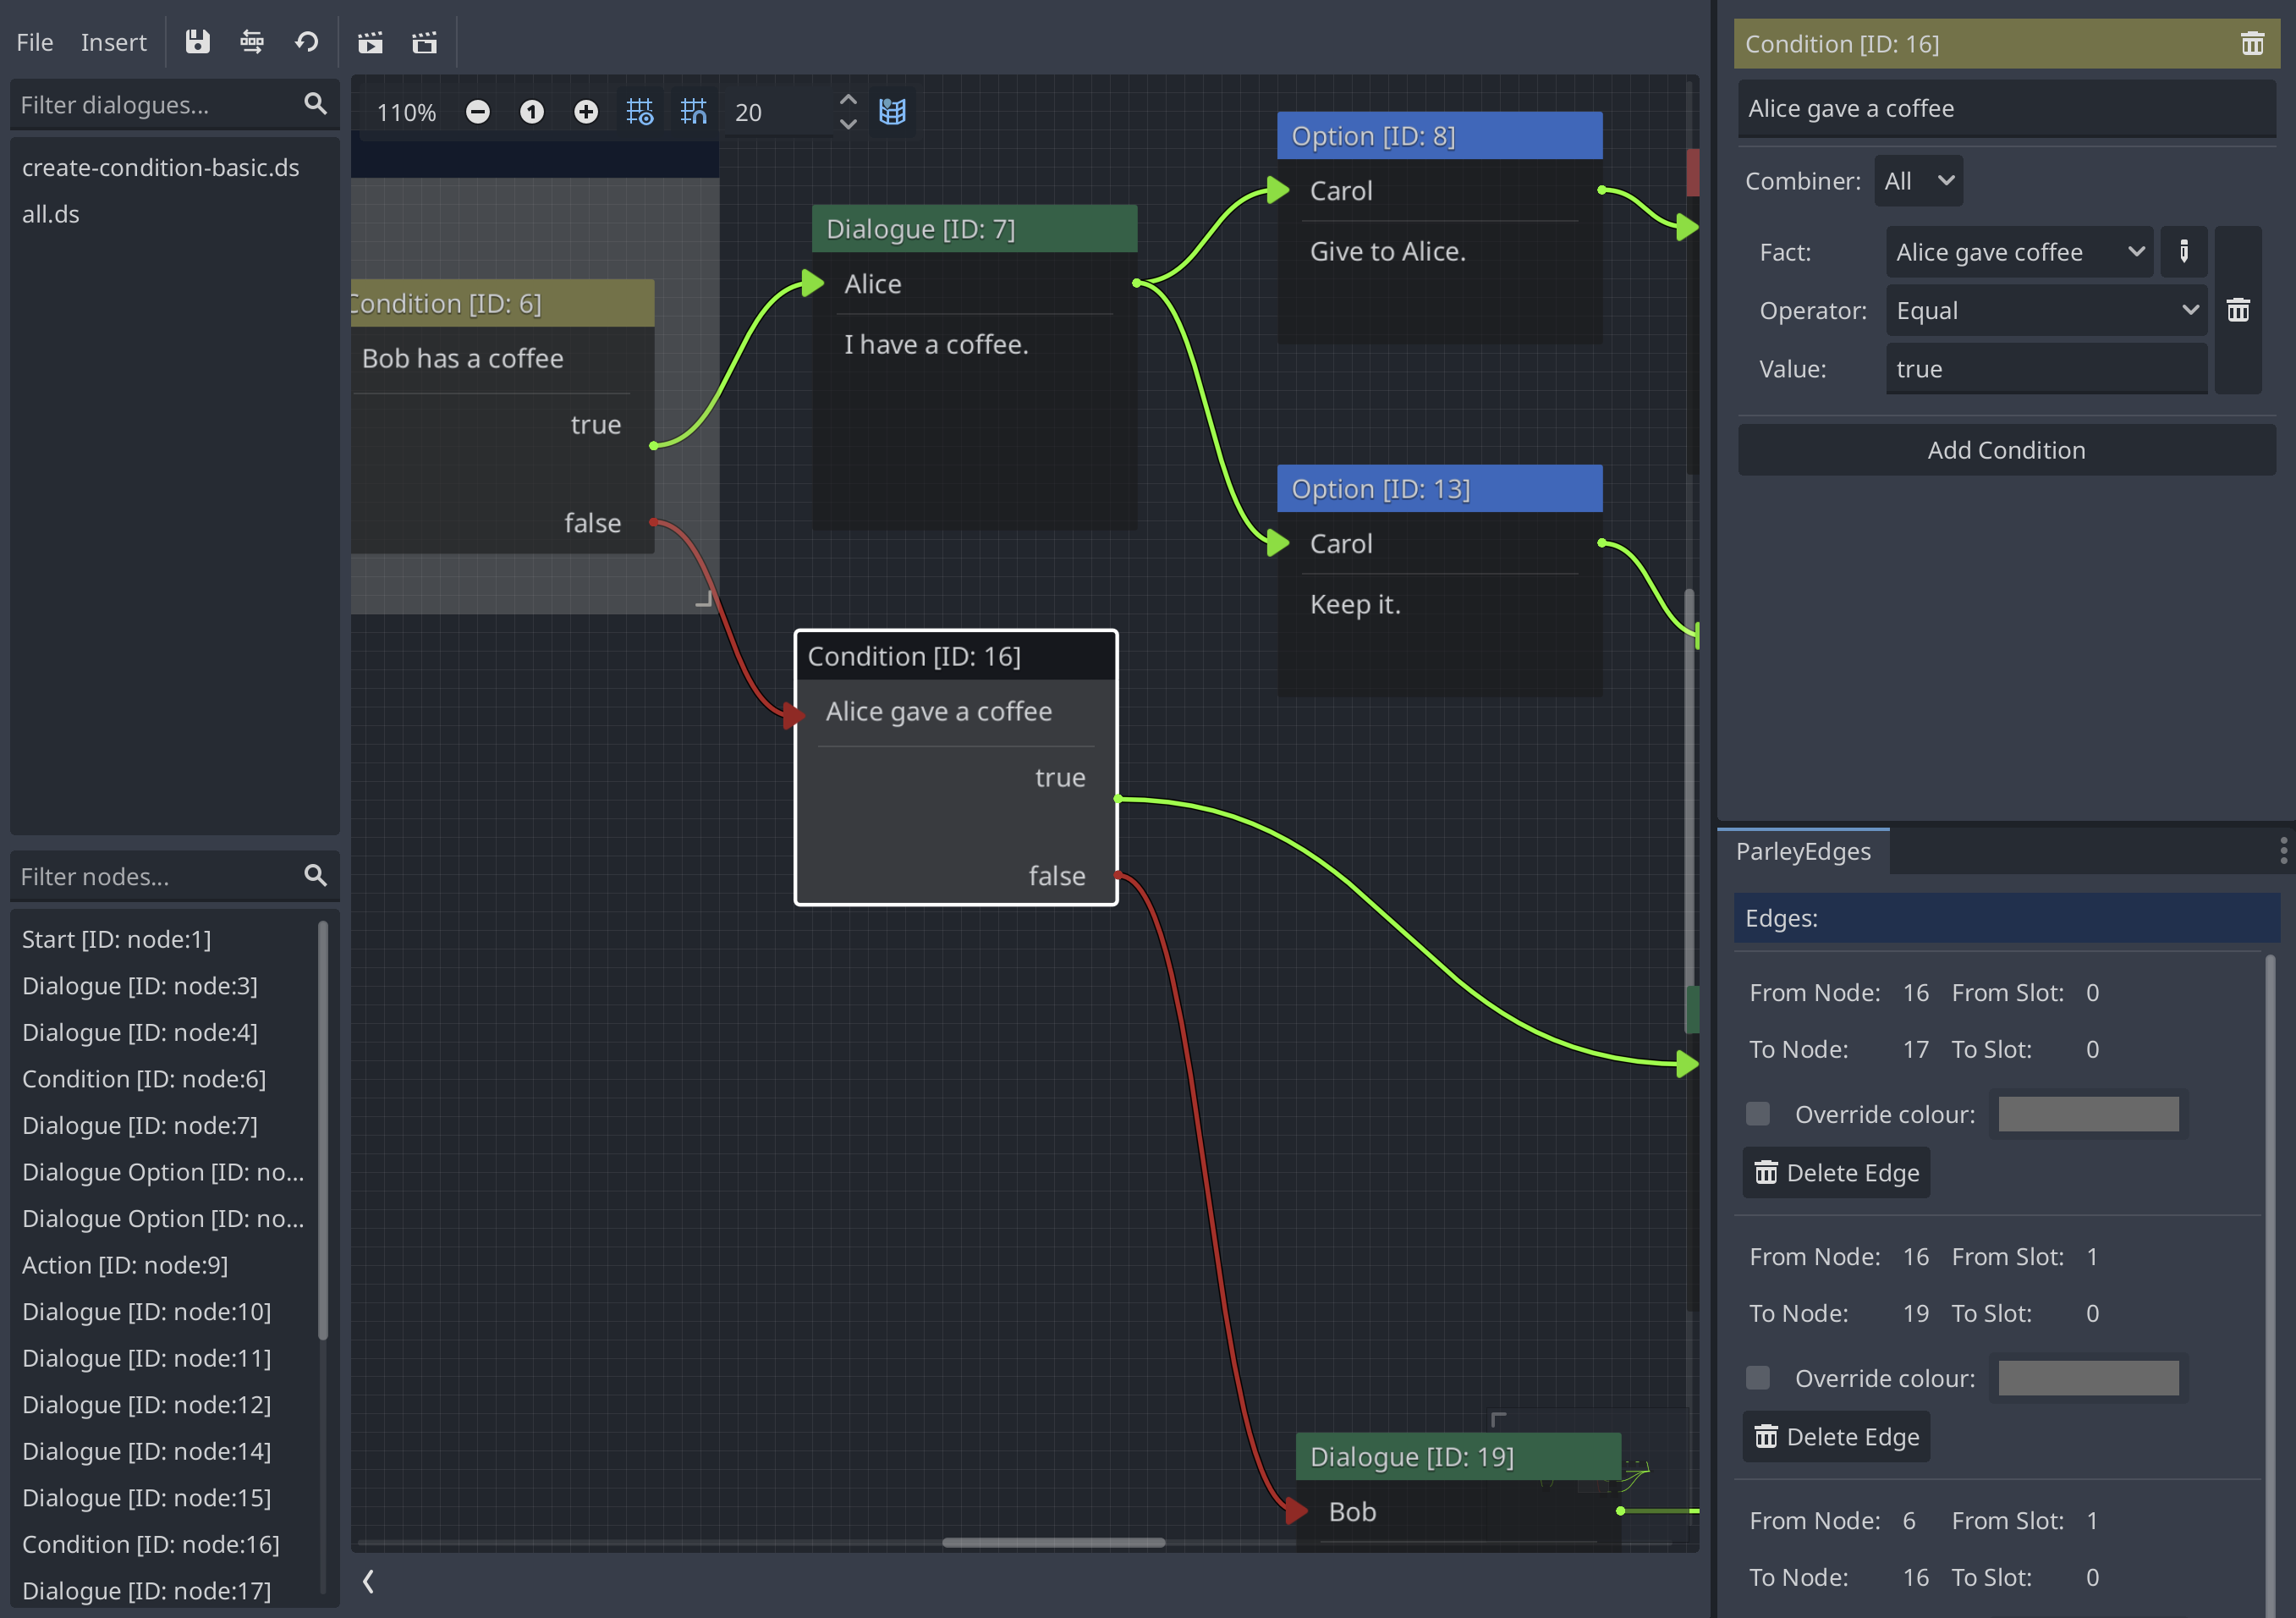 File Insert
Filter dialogues...
create-condition-basic.ds
all.ds
Filter nodes...
Start [ID: node:1]
Dialogue [ID: node:3]
Dialogue [ID: node:4]
Condition [ID: node:6]
Dialogue [ID: node:7]
Dialogue Option [ID: no...
Dialogue Option [ID: no...
Action [ID: node:9]
Dialogue [ID: node:10]
Dialogue [ID: node:11]
Dialogue [ID: node:12]
Dialogue [ID: node:14]
Dialogue [ID: node:15]
Condition [ID: node:16]
Dialogue [ID: node:17]
110% 1 20
Condition [ID: 6]
Bob has a coffee
true
false
Dialogue [ID: 7]
Alice
I have a coffee.
Option [ID: 8]
Carol
Give to Alice.
Option [ID: 13]
Carol
Keep it.
Condition [ID: 16]
Alice gave a coffee
true
false
Dialogue [ID: 19]
Bob
Condition [ID: 16]
Alice gave a coffee
Combiner: All
Fact: Alice gave coffee
Operator: Equal
Value: true
Add Condition
ParleyEdges
Edges:
From Node: 16 From Slot: 0
To Node: 17 To Slot: 0
Override colour:
Delete Edge
From Node: 16 From Slot: 1
To Node: 19 To Slot: 0
Override colour:
Delete Edge
From Node: 6 From Slot: 1
To Node: 16 To Slot: 0